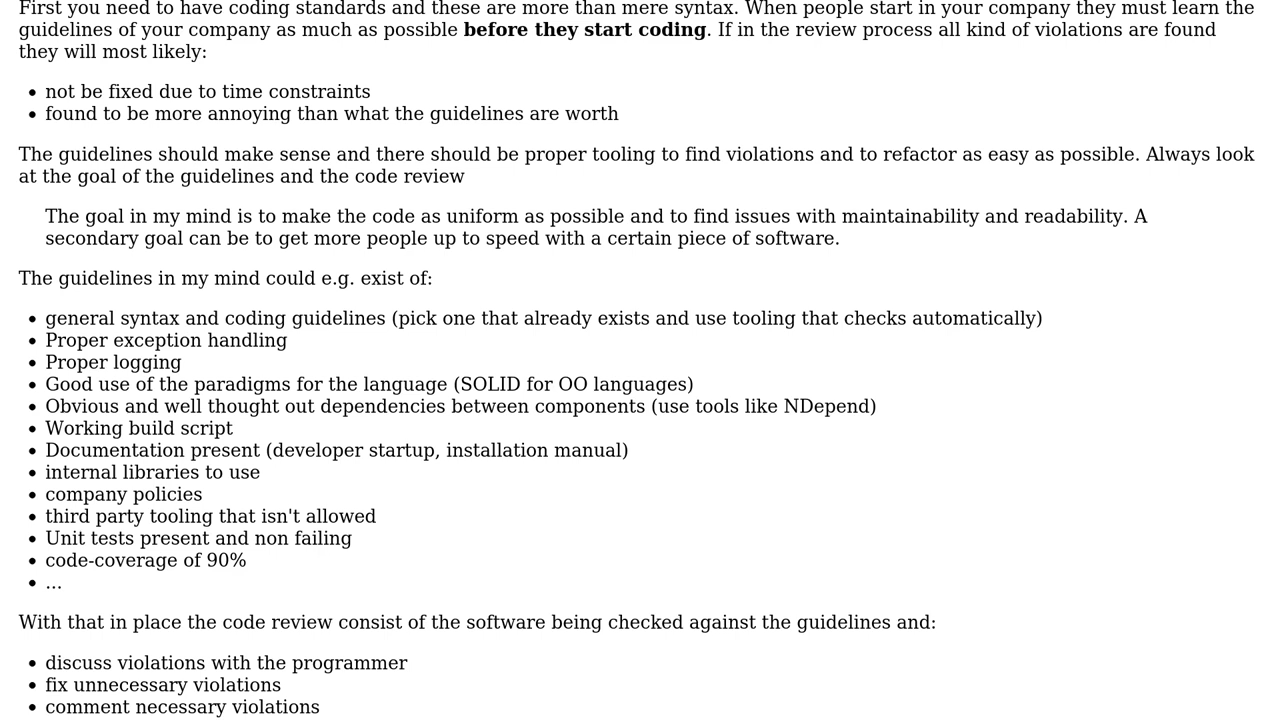 First you need to have coding standards and these are more than mere syntax. When people start in your company they must learn the
guidelines of your company as much as possible before they start coding. If in the review process all kind of violations are found
they will most likely:
• not be fixed due to time constraints
• found to be more annoying than what the guidelines are worth
The guidelines should make sense and there should be proper tooling to find violations and to refactor as easy as possible. Always look
at the goal of the guidelines and the code review
The goal in my mind is to make the code as uniform as possible and to find issues with maintainability and readability. A
secondary goal can be to get more people up to speed with a certain piece of software.
The guidelines in my mind could e.g. exist of:
• general syntax and coding guidelines (pick one that already exists and use tooling that checks automatically)
• Proper exception handling
• Proper logging
• Good use of the paradigms for the language (SOLID for OO languages)
• Obvious and well thought out dependencies between components (use tools like NDepend)
• Working build script
• Documentation present (developer startup, installation manual)
• internal libraries to use
• company policies
• third party tooling that isn't allowed
• Unit tests present and non failing
• code-coverage of 90%
• ...
With that in place the code review consist of the software being checked against the guidelines and:
• discuss violations with the programmer
• fix unnecessary violations
• comment necessary violations